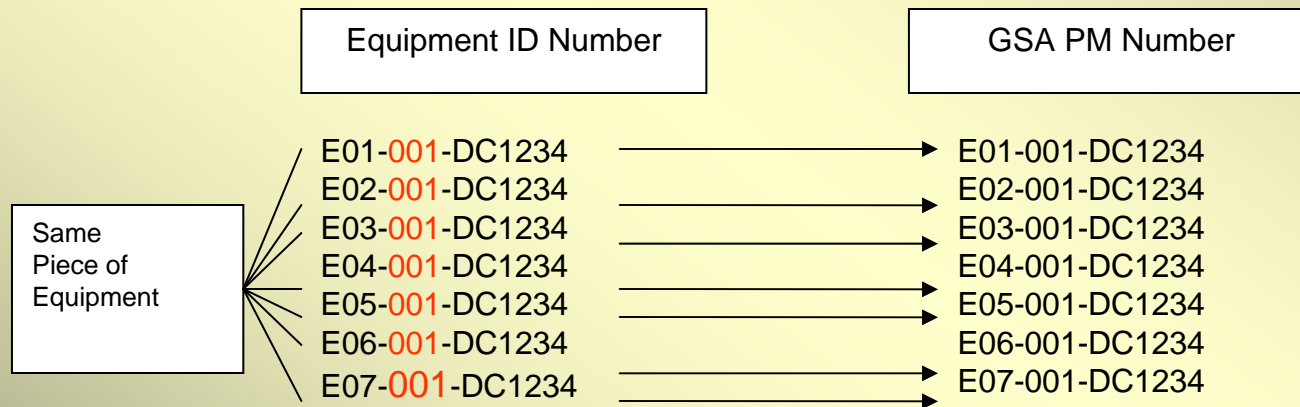 Equipment ID Number
GSA PM Number
Same
Piece of
Equipment
E01-001-DC1234
E02-001-DC1234
E03-001-DC1234
E04-001-DC1234
E05-001-DC1234
E06-001-DC1234
E07-001-DC1234
E01-001-DC1234
E02-001-DC1234
E03-001-DC1234
E04-001-DC1234
E05-001-DC1234
E06-001-DC1234
E07-001-DC1234